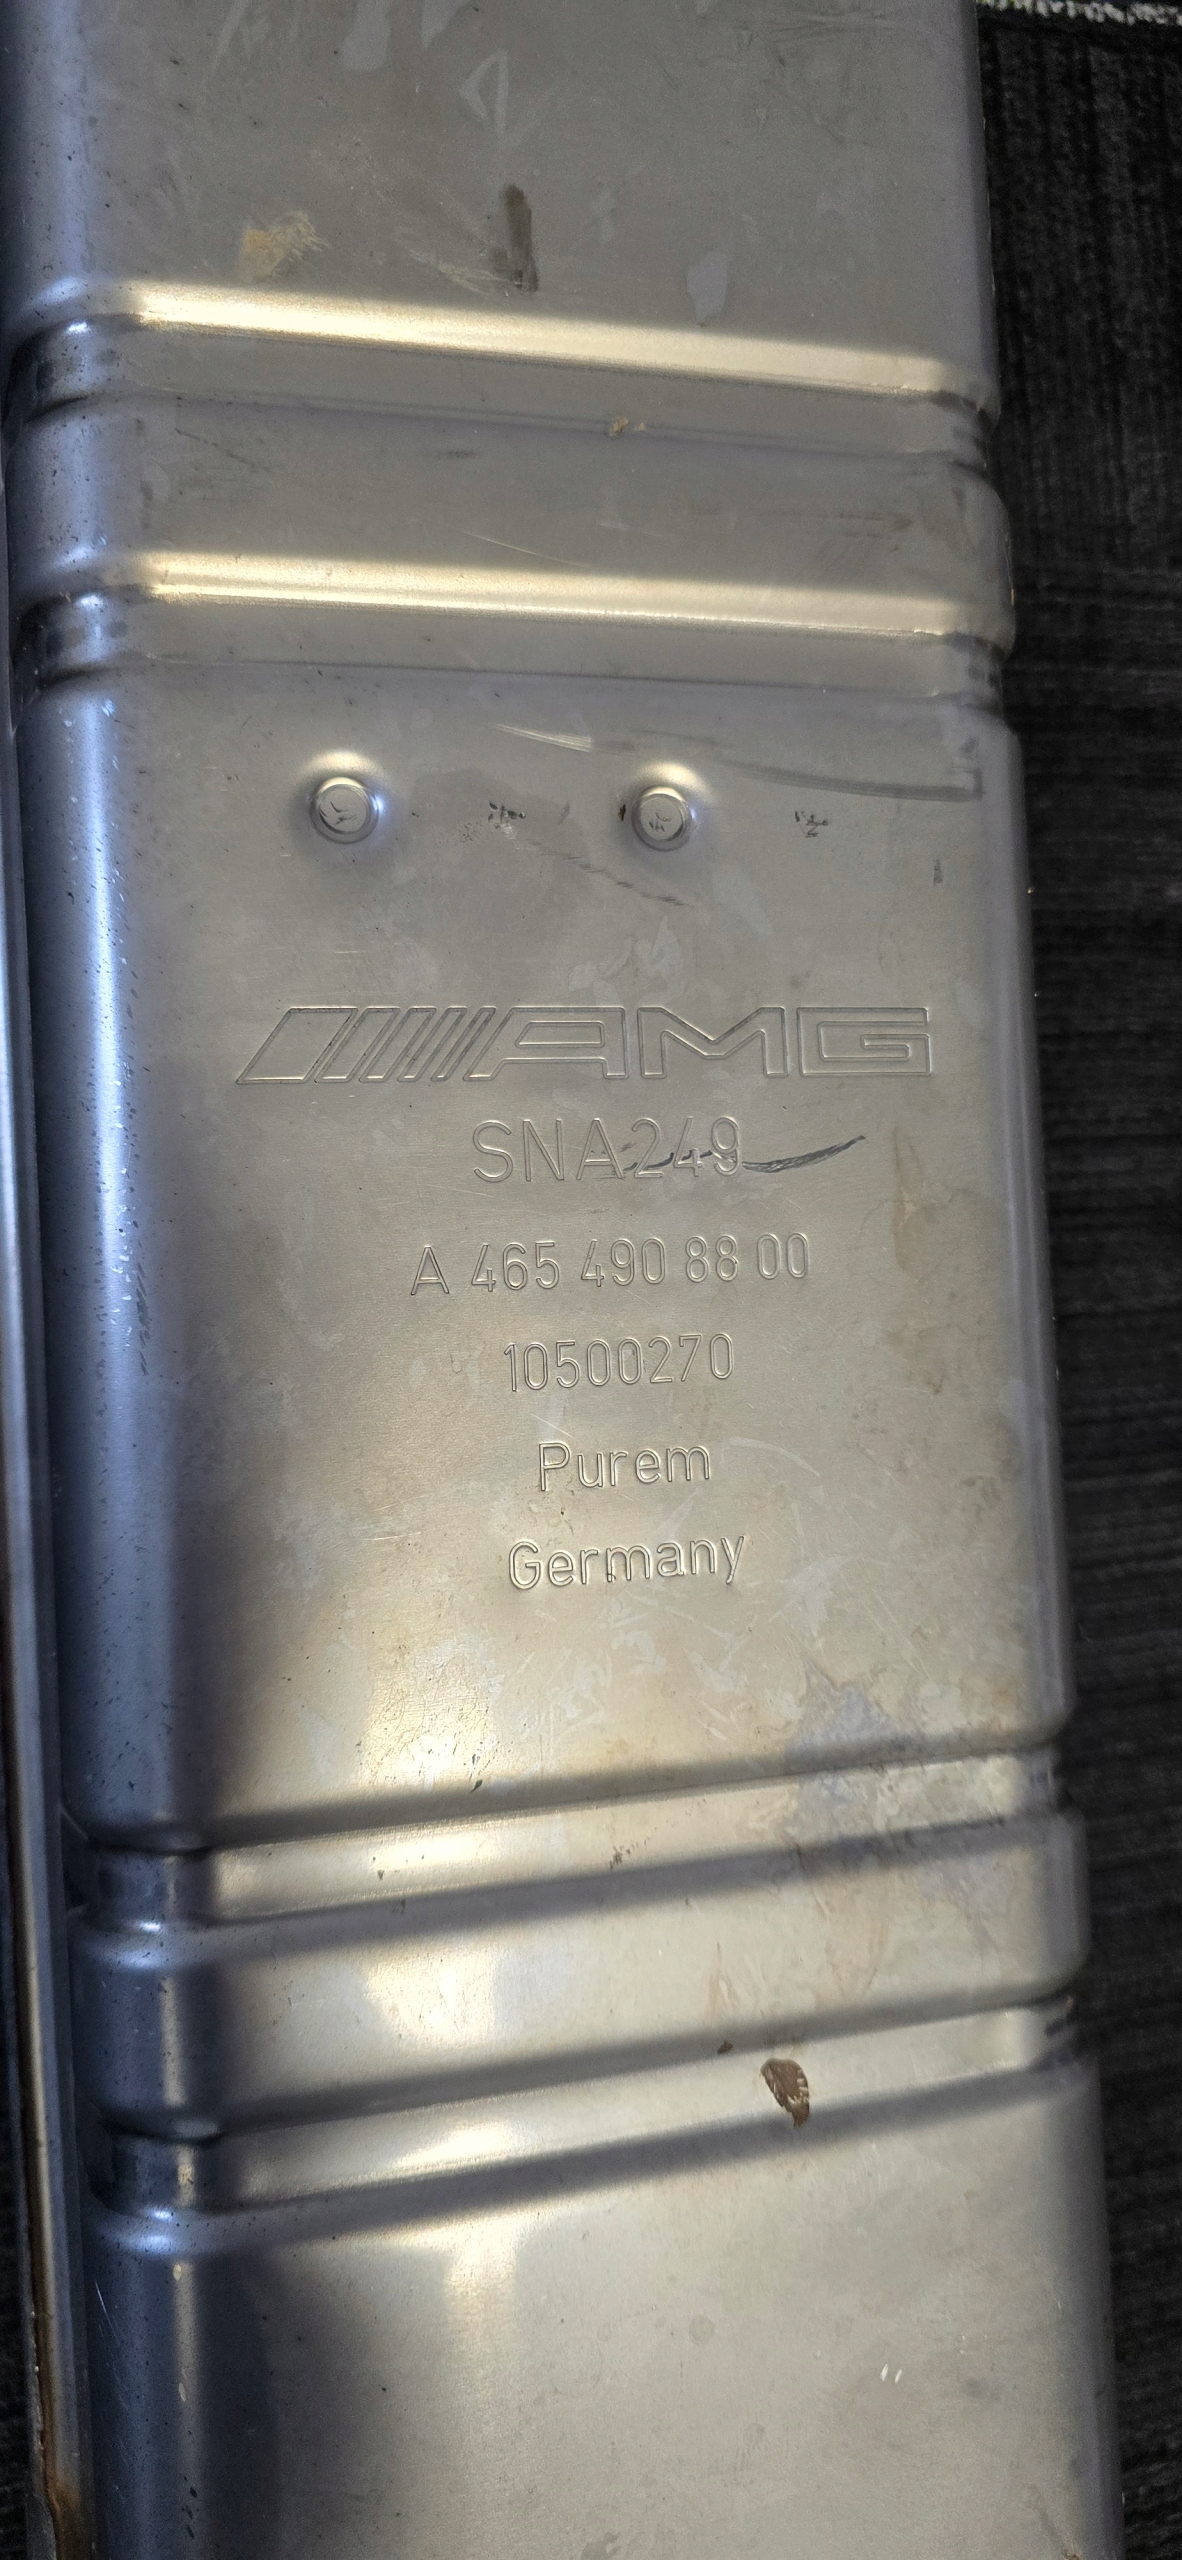 AMG
SNA249
A 465 490 88 00
10500270
Purem
Germany